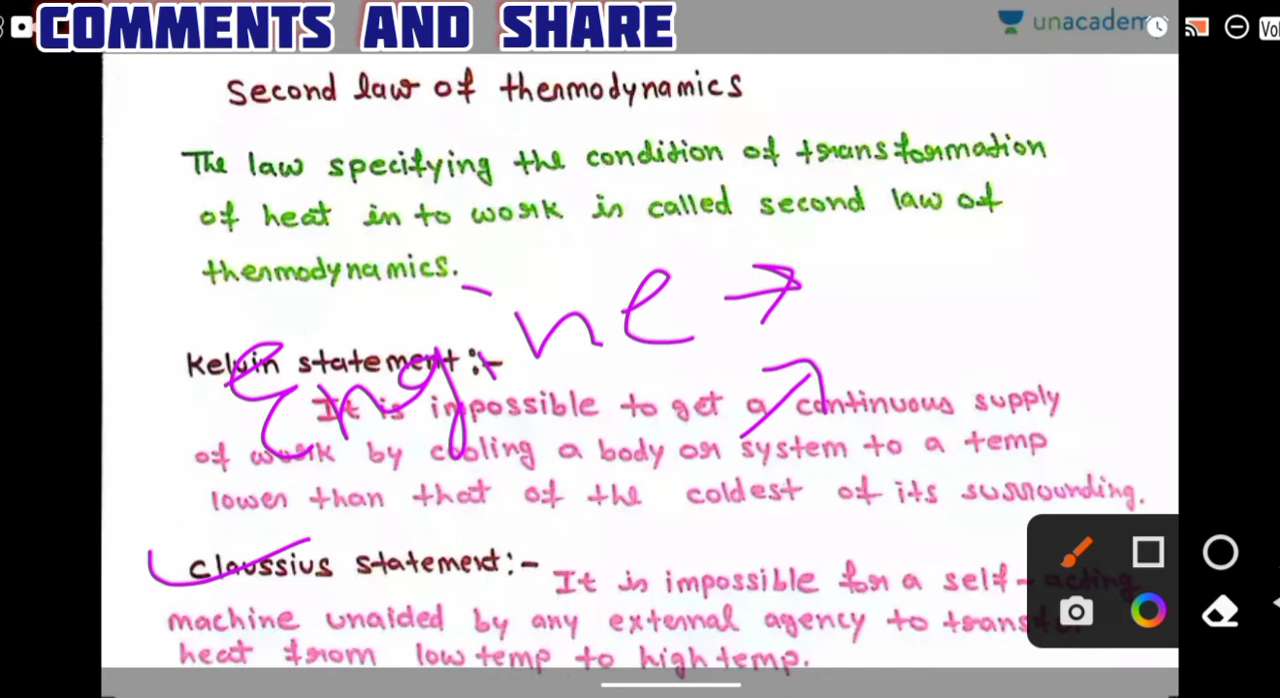 COMMENTS AND SHARE
unacadem
Vol
Second law of thermodynamics
The law specifying the condition of transformation
of heat in to work is called second law of
thermodynamics.
Engine →
Kelvin statement:-
It is impossible to get a continuous supply
of work by cooling a body or system to a temp
lower than that of the coldest of its surrounding.
Claussius statement:-
It is impossible for a self-acting
machine unaided by any external agency to transfer
heat from low temp to high temp.